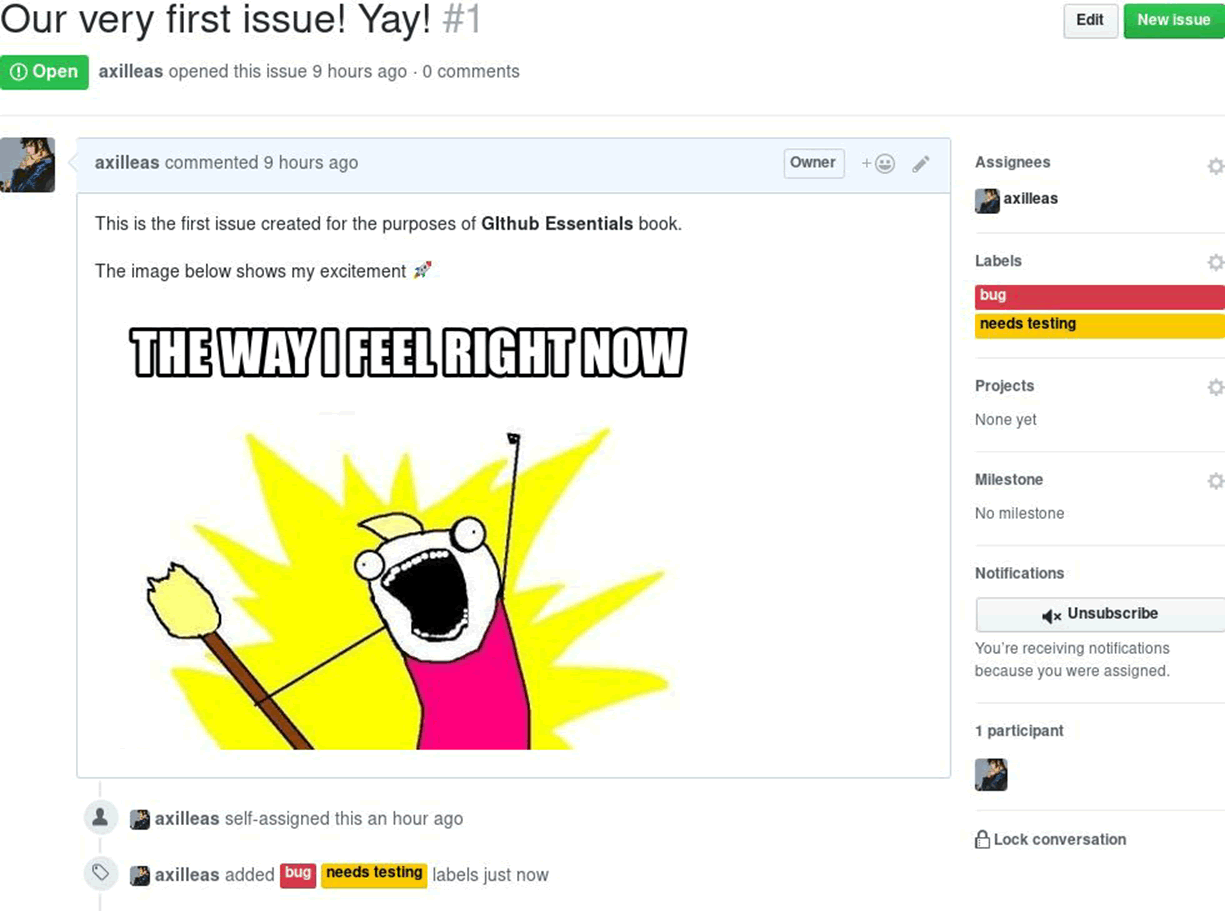 Our very first issue! Yay! #1
Edit
New issue
Open
axilleas opened this issue 9 hours ago · 0 comments
axilleas commented 9 hours ago
Owner
+
This is the first issue created for the purposes of GIthub Essentials book.
The image below shows my excitement 🚀
THE WAY I FEEL RIGHT NOW
axilleas self-assigned this an hour ago
axilleas added bug needs testing labels just now
Assignees
axilleas
Labels
bug
needs testing
Projects
None yet
Milestone
No milestone
Notifications
Unsubscribe
You're receiving notifications
because you were assigned.
1 participant
Lock conversation